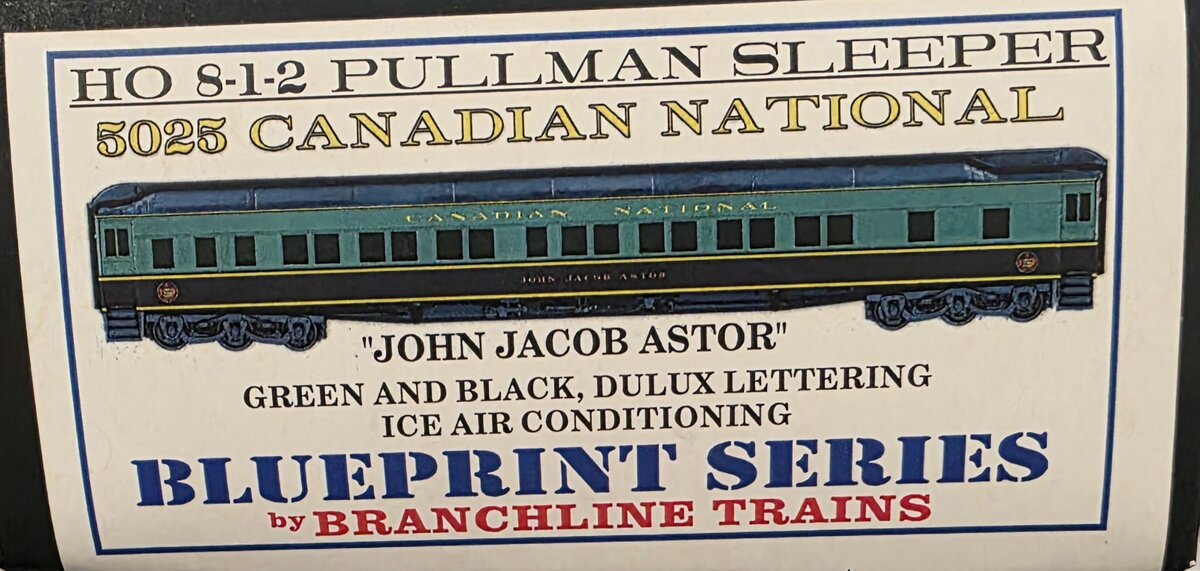 HO 8-1-2 PULLMAN SLEEPER
5025 CANADIAN NATIONAL
CANADIAN NATIONAL
JOHN JACOB ASTOR
"JOHN JACOB ASTOR"
GREEN AND BLACK, DULUX LETTERING
ICE AIR CONDITIONING
BLUEPRINT SERIES
by BRANCHLINE TRAINS